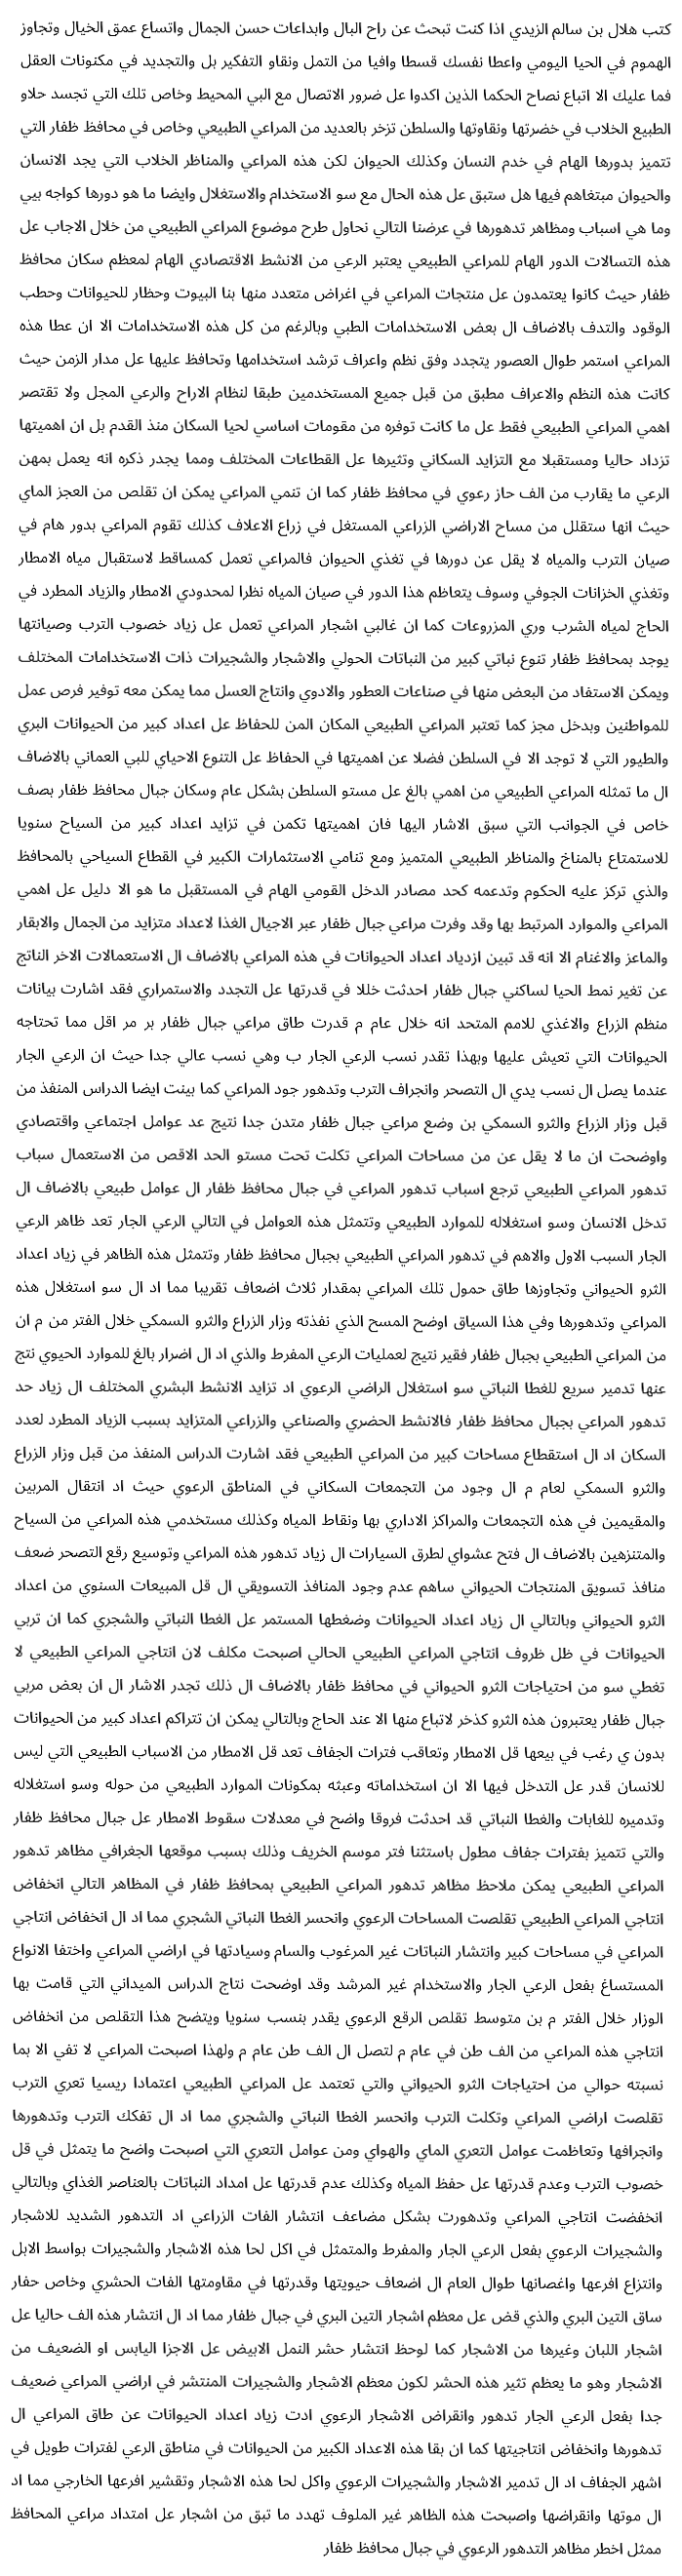 كتب هلال بن سالم الزيدي اذا كنت تبحث عن راح البال وابداعات حسن الجمال واتساع عمق الخيال وتجاوز
الهموم في الحيا اليومي واعطا نفسك قسطا وافيا من التمل ونقاو التفكير بل والتجديد في مكنونات العقل
فما عليك الا اتباع نصاح الحكما الذين اكدوا عل ضرور الاتصال مع البي المحيط وخاص تلك التي تجسد حلاو
الطبيع الخلاب في خضرتها ونقاوتها والسلطن تزخر بالعديد من المراعي الطبيعي وخاص في محافظ ظفار التي
تتميز بدورها الهام في خدم النسان وكذلك الحيوان لكن هذه المراعي والمناظر الخلاب التي يجد الانسان
والحيوان مبتغاهم فيها هل ستبق عل هذه الحال مع سو الاستخدام والاستغلال وايضا ما هو دورها كواجه بيي
وما هي اسباب ومظاهر تدهورها في عرضنا التالي نحاول طرح موضوع المراعي الطبيعي من خلال الاجاب عل
هذه التسالات الدور الهام للمراعي الطبيعي يعتبر الرعي من الانشط الاقتصادي الهام لمعظم سكان محافظ
ظفار حيث كانوا يعتمدون عل منتجات المراعي في اغراض متعدد منها بنا البيوت وحظار للحيوانات وحطب
الوقود والتدف بالاضاف ال بعض الاستخدامات الطبي وبالرغم من كل هذه الاستخدامات الا ان عطا هذه
المراعي استمر طوال العصور يتجدد وفق نظم واعراف ترشد استخدامها وتحافظ عليها عل مدار الزمن حيث
كانت هذه النظم والاعراف مطبق من قبل جميع المستخدمين طبقا لنظام الاراح والرعي المجل ولا تقتصر
اهمي المراعي الطبيعي فقط عل ما كانت توفره من مقومات اساسي لحيا السكان منذ القدم بل ان اهميتها
تزداد حاليا ومستقبلا مع التزايد السكاني وتثيرها عل القطاعات المختلف ومما يجدر ذكره انه يعمل بمهن
الرعي ما يقارب من الف حاز رعوي في محافظ ظفار كما ان تنمي المراعي يمكن ان تقلص من العجز الماي
حيث انها ستقلل من مساح الاراضي الزراعي المستغل في زراع الاعلاف كذلك تقوم المراعي بدور هام في
صيان الترب والمياه لا يقل عن دورها في تغذي الحيوان فالمراعي تعمل كمساقط لاستقبال مياه الامطار
وتغذي الخزانات الجوفي وسوف يتعاظم هذا الدور في صيان المياه نظرا لمحدودي الامطار والزياد المطرد في
الحاج لمياه الشرب وري المزروعات كما ان غالبي اشجار المراعي تعمل عل زياد خصوب الترب وصيانتها
يوجد بمحافظ ظفار تنوع نباتي كبير من النباتات الحولي والاشجار والشجيرات ذات الاستخدامات المختلف
ويمكن الاستفاد من البعض منها في صناعات العطور والادوي وانتاج العسل مما يمكن معه توفير فرص عمل
للمواطنين وبدخل مجز كما تعتبر المراعي الطبيعي المكان المن للحفاظ عل اعداد كبير من الحيوانات البري
والطيور التي لا توجد الا في السلطن فضلا عن اهميتها في الحفاظ عل التنوع الاحياي للبي العماني بالاضاف
ال ما تمثله المراعي الطبيعي من اهمي بالغ عل مستو السلطن بشكل عام وسكان جبال محافظ ظفار بصف
خاص في الجوانب التي سبق الاشار اليها فان اهميتها تكمن في تزايد اعداد كبير من السياح سنويا
للاستمتاع بالمناخ والمناظر الطبيعي المتميز ومع تنامي الاستثمارات الكبير في القطاع السياحي بالمحافظ
والذي تركز عليه الحكوم وتدعمه كحد مصادر الدخل القومي الهام في المستقبل ما هو الا دليل عل اهمي
المراعي والموارد المرتبط بها وقد وفرت مراعي جبال ظفار عبر الاجيال الغذا لاعداد متزايد من الجمال والابقار
والماعز والاغنام الا انه قد تبين ازدياد اعداد الحيوانات في هذه المراعي بالاضاف ال الاستعمالات الاخر الناتج
عن تغير نمط الحيا لساكني جبال ظفار احدثت خللا في قدرتها عل التجدد والاستمراري فقد اشارت بيانات
منظم الزراع والاغذي للامم المتحد انه خلال عام م قدرت طاق مراعي جبال ظفار بر مر اقل مما تحتاجه
الحيوانات التي تعيش عليها وبهذا تقدر نسب الرعي الجار ب وهي نسب عالي جدا حيث ان الرعي الجار
عندما يصل ال نسب يدي ال التصحر وانجراف الترب وتدهور جود المراعي كما بينت ايضا الدراس المنفذ من
قبل وزار الزراع والثرو السمكي بن وضع مراعي جبال ظفار متدن جدا نتيج عد عوامل اجتماعي واقتصادي
واوضحت ان ما لا يقل عن من مساحات المراعي تكلت تحت مستو الحد الاقص من الاستعمال سباب
تدهور المراعي الطبيعي ترجع اسباب تدهور المراعي في جبال محافظ ظفار ال عوامل طبيعي بالاضاف ال
تدخل الانسان وسو استغلاله للموارد الطبيعي وتتمثل هذه العوامل في التالي الرعي الجار تعد ظاهر الرعي
الجار السبب الاول والاهم في تدهور المراعي الطبيعي بجبال محافظ ظفار وتتمثل هذه الظاهر في زياد اعداد
الثرو الحيواني وتجاوزها طاق حمول تلك المراعي بمقدار ثلاث اضعاف تقريبا مما اد ال سو استغلال هذه
المراعي وتدهورها وفي هذا السياق اوضح المسح الذي نفذته وزار الزراع والثرو السمكي خلال الفتر من م ان
من المراعي الطبيعي بجبال ظفار فقير نتيج لعمليات الرعي المفرط والذي اد ال اضرار بالغ للموارد الحيوي نتج
عنها تدمير سريع للغطا النباتي سو استغلال الراضي الرعوي اد تزايد الانشط البشري المختلف ال زياد حد
تدهور المراعي بجبال محافظ ظفار فالانشط الحضري والصناعي والزراعي المتزايد بسبب الزياد المطرد لعدد
السكان اد ال استقطاع مساحات كبير من المراعي الطبيعي فقد اشارت الدراس المنفذ من قبل وزار الزراع
والثرو السمكي لعام م ال وجود من التجمعات السكاني في المناطق الرعوي حيث اد انتقال المربين
والمقيمين في هذه التجمعات والمراكز الاداري بها ونقاط المياه وكذلك مستخدمي هذه المراعي من السياح
والمتنزهين بالاضاف ال فتح عشواي لطرق السيارات ال زياد تدهور هذه المراعي وتوسيع رقع التصحر ضعف
منافذ تسويق المنتجات الحيواني ساهم عدم وجود المنافذ التسويقي ال قل المبيعات السنوي من اعداد
الثرو الحيواني وبالتالي ال زياد اعداد الحيوانات وضغطها المستمر عل الغطا النباتي والشجري كما ان تربي
الحيوانات في ظل ظروف انتاجي المراعي الطبيعي الحالي اصبحت مكلف لان انتاجي المراعي الطبيعي لا
تغطي سو من احتياجات الثرو الحيواني في محافظ ظفار بالاضاف ال ذلك تجدر الاشار ال ان بعض مربي
جبال ظفار يعتبرون هذه الثرو كذخر لاتباع منها الا عند الحاج وبالتالي يمكن ان تتراكم اعداد كبير من الحيوانات
بدون ي رغب في بيعها قل الامطار وتعاقب فترات الجفاف تعد قل الامطار من الاسباب الطبيعي التي ليس
للانسان قدر عل التدخل فيها الا ان استخداماته وعبثه بمكونات الموارد الطبيعي من حوله وسو استغلاله
وتدميره للغابات والغطا النباتي قد احدثت فروقا واضح في معدلات سقوط الامطار عل جبال محافظ ظفار
والتي تتميز بفترات جفاف مطول باستثنا فتر موسم الخريف وذلك بسبب موقعها الجغرافي مظاهر تدهور
المراعي الطبيعي يمكن ملاحظ مظاهر تدهور المراعي الطبيعي بمحافظ ظفار في المظاهر التالي انخفاض
انتاجي المراعي الطبيعي تقلصت المساحات الرعوي وانحسر الغطا النباتي الشجري مما اد ال انخفاض انتاجي
المراعي في مساحات كبير وانتشار النباتات غير المرغوب والسام وسيادتها في اراضي المراعي واختفا الانواع
المستساغ بفعل الرعي الجار والاستخدام غير المرشد وقد اوضحت نتاج الدراس الميداني التي قامت بها
الوزار خلال الفتر م بن متوسط تقلص الرقع الرعوي يقدر بنسب سنويا ويتضح هذا التقلص من انخفاض
انتاجي هذه المراعي من الف طن في عام م لتصل ال الف طن عام م ولهذا اصبحت المراعي لا تفي الا بما
نسبته حوالي من احتياجات الثرو الحيواني والتي تعتمد عل المراعي الطبيعي اعتمادا ريسيا تعري الترب
تقلصت اراضي المراعي وتكلت الترب وانحسر الغطا النباتي والشجري مما اد ال تفكك الترب وتدهورها
وانجرافها وتعاظمت عوامل التعري الماي والهواي ومن عوامل التعري التي اصبحت واضح ما يتمثل في قل
خصوب الترب وعدم قدرتها عل حفظ المياه وكذلك عدم قدرتها عل امداد النباتات بالعناصر الغذاي وبالتالي
انخفضت انتاجي المراعي وتدهورت بشكل مضاعف انتشار الفات الزراعي اد التدهور الشديد للاشجار
والشجيرات الرعوي بفعل الرعي الجار والمفرط والمتمثل في اكل لحا هذه الاشجار والشجيرات بواسط الابل
وانتزاع افرعها واغصانها طوال العام ال اضعاف حيويتها وقدرتها في مقاومتها الفات الحشري وخاص حفار
ساق التين البري والذي قض عل معظم اشجار التين البري في جبال ظفار مما اد ال انتشار هذه الف حاليا عل
اشجار اللبان وغيرها من الاشجار كما لوحظ انتشار حشر النمل الابيض عل الاجزا اليابس او الضعيف من
الاشجار وهو ما يعظم تثير هذه الحشر لكون معظم الاشجار والشجيرات المنتشر في اراضي المراعي ضعيف
جدا بفعل الرعي الجار تدهور وانقراض الاشجار الرعوي ادت زياد اعداد الحيوانات عن طاق المراعي ال
تدهورها وانخفاض انتاجيتها كما ان بقا هذه الاعداد الكبير من الحيوانات في مناطق الرعي لفترات طويل في
اشهر الجفاف اد ال تدمير الاشجار والشجيرات الرعوي واكل لحا هذه الاشجار وتقشير افرعها الخارجي مما اد
ال موتها وانقراضها واصبحت هذه الظاهر غير الملوف تهدد ما تبق من اشجار عل امتداد مراعي المحافظ
ممثل اخطر مظاهر التدهور الرعوي في جبال محافظ ظفار